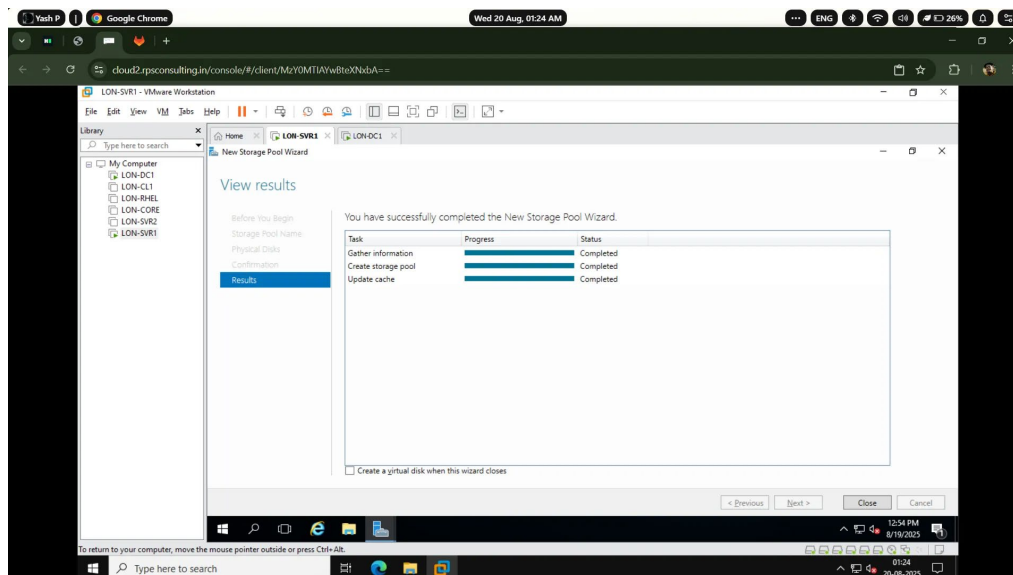 Yash P
Google Chrome
Wed 20 Aug, 01:24 AM
ENG
26%
cloud2.rpsconsulting.in/console/#/client/MzY0MTIAYwBteXNxbA==
LON-SVR1 - VMware Workstation
File Edit View VM Tabs Help
Library
Type here to search
My Computer
LON-DC1
LON-CL1
LON-RHEL
LON-CORE
LON-SVR2
LON-SVR1
Home
LON-SVR1
LON-DC1
New Storage Pool Wizard
View results
Before You Begin
Storage Pool Name
Physical Disks
Confirmation
Results
You have successfully completed the New Storage Pool Wizard.
Task Progress Status
Gather information Completed
Create storage pool Completed
Update cache Completed
Create a virtual disk when this wizard closes
< Previous Next > Close Cancel
12:54 PM
8/19/2025
1
To return to your computer, move the mouse pointer outside or press Ctrl+Alt.
Type here to search
01:24
20-08-2025